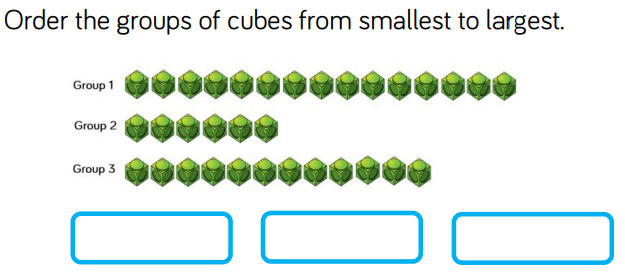 Order the groups of cubes from smallest to largest.
Group 1
Group 2
Group 3